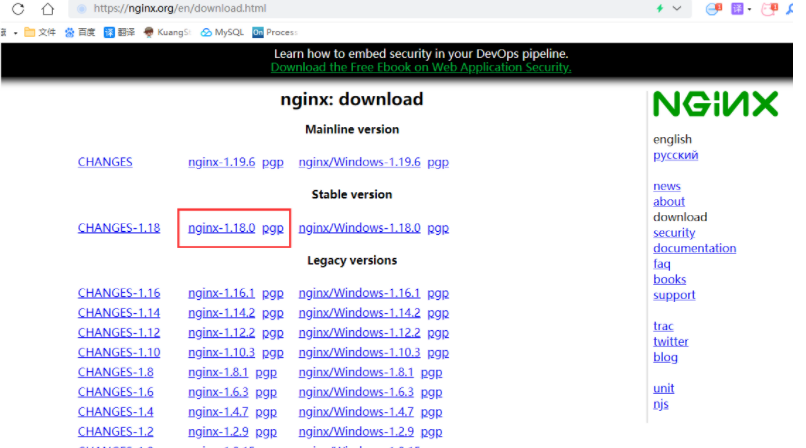 https://nginx.org/en/download.html
文件 百度 翻译 KuangSt MySQL On Process
Learn how to embed security in your DevOps pipeline.
Download the Free Ebook on Web Application Security.
nginx: download
Mainline version
CHANGES nginx-1.19.6 pgp nginx/Windows-1.19.6 pgp
Stable version
CHANGES-1.18 nginx-1.18.0 pgp nginx/Windows-1.18.0 pgp
Legacy versions
CHANGES-1.16 nginx-1.16.1 pgp nginx/Windows-1.16.1 pgp
CHANGES-1.14 nginx-1.14.2 pgp nginx/Windows-1.14.2 pgp
CHANGES-1.12 nginx-1.12.2 pgp nginx/Windows-1.12.2 pgp
CHANGES-1.10 nginx-1.10.3 pgp nginx/Windows-1.10.3 pgp
CHANGES-1.8 nginx-1.8.1 pgp nginx/Windows-1.8.1 pgp
CHANGES-1.6 nginx-1.6.3 pgp nginx/Windows-1.6.3 pgp
CHANGES-1.4 nginx-1.4.7 pgp nginx/Windows-1.4.7 pgp
CHANGES-1.2 nginx-1.2.9 pgp nginx/Windows-1.2.9 pgp
NGINX
english
русский
news
about
download
security
documentation
faq
books
support
trac
twitter
blog
unit
njs